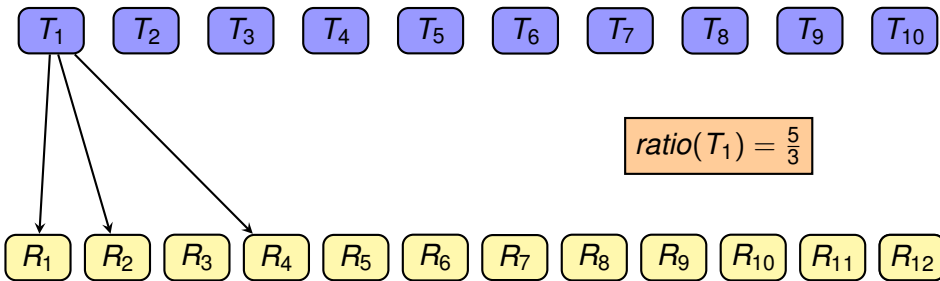 T₁ T₂ T₃ T₄ T₅ T₆ T₇ T₈ T₉ T₁₀
ratio(T₁) = 5/3
R₁ R₂ R₃ R₄ R₅ R₆ R₇ R₈ R₉ R₁₀ R₁₁ R₁₂